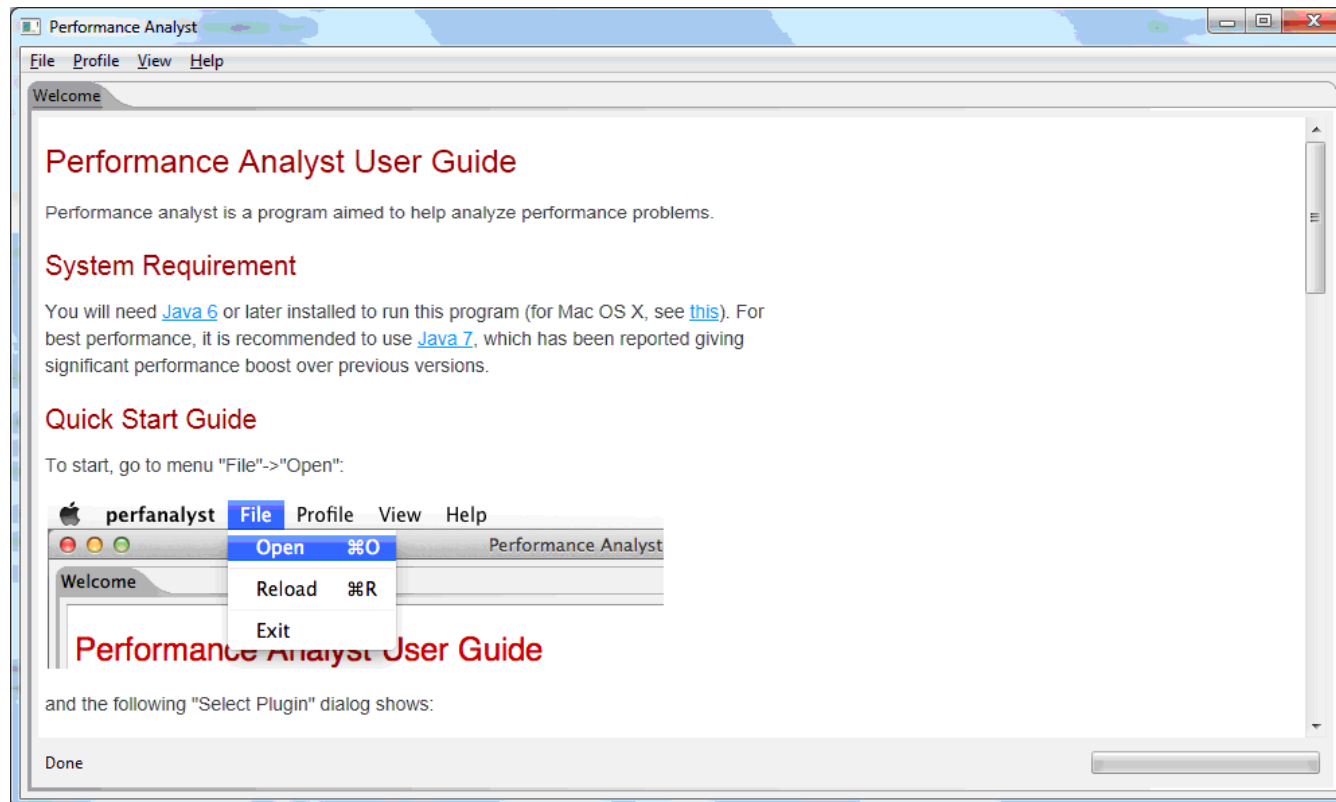 Performance Analyst
File Profile View Help
Welcome
Performance Analyst User Guide
Performance analyst is a program aimed to help analyze performance problems.
System Requirement
You will need Java 6 or later installed to run this program (for Mac OS X, see this). For
best performance, it is recommended to use Java 7, which has been reported giving
significant performance boost over previous versions.
Quick Start Guide
To start, go to menu "File"->"Open":
perfanalyst File Profile View Help
Performance Analyst
Open ⌘O
Welcome
Reload ⌘R
Exit
Performance Analyst User Guide
and the following "Select Plugin" dialog shows:
Done